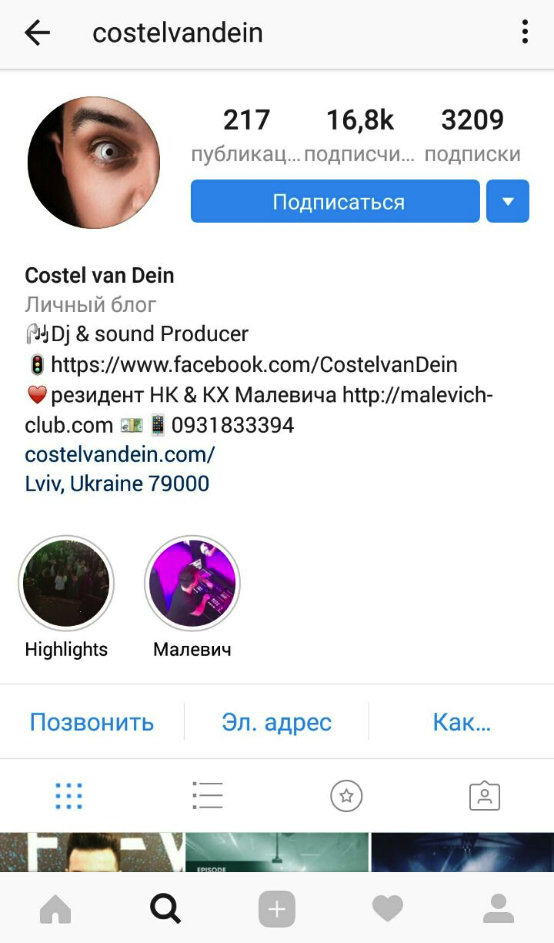 costelvandein
217 16,8k 3209
публикац... подписчи... подписки
Подписаться
Costel van Dein
Личный блог
🎧Dj & sound Producer
🚦https://www.facebook.com/CostelvanDein
❤️резидент НК & КХ Малевича http://malevich-
club.com 💵📱0931833394
costelvandein.com/
Lviv, Ukraine 79000
Highlights Малевич
Позвонить Эл. адрес Как...
EPISODE